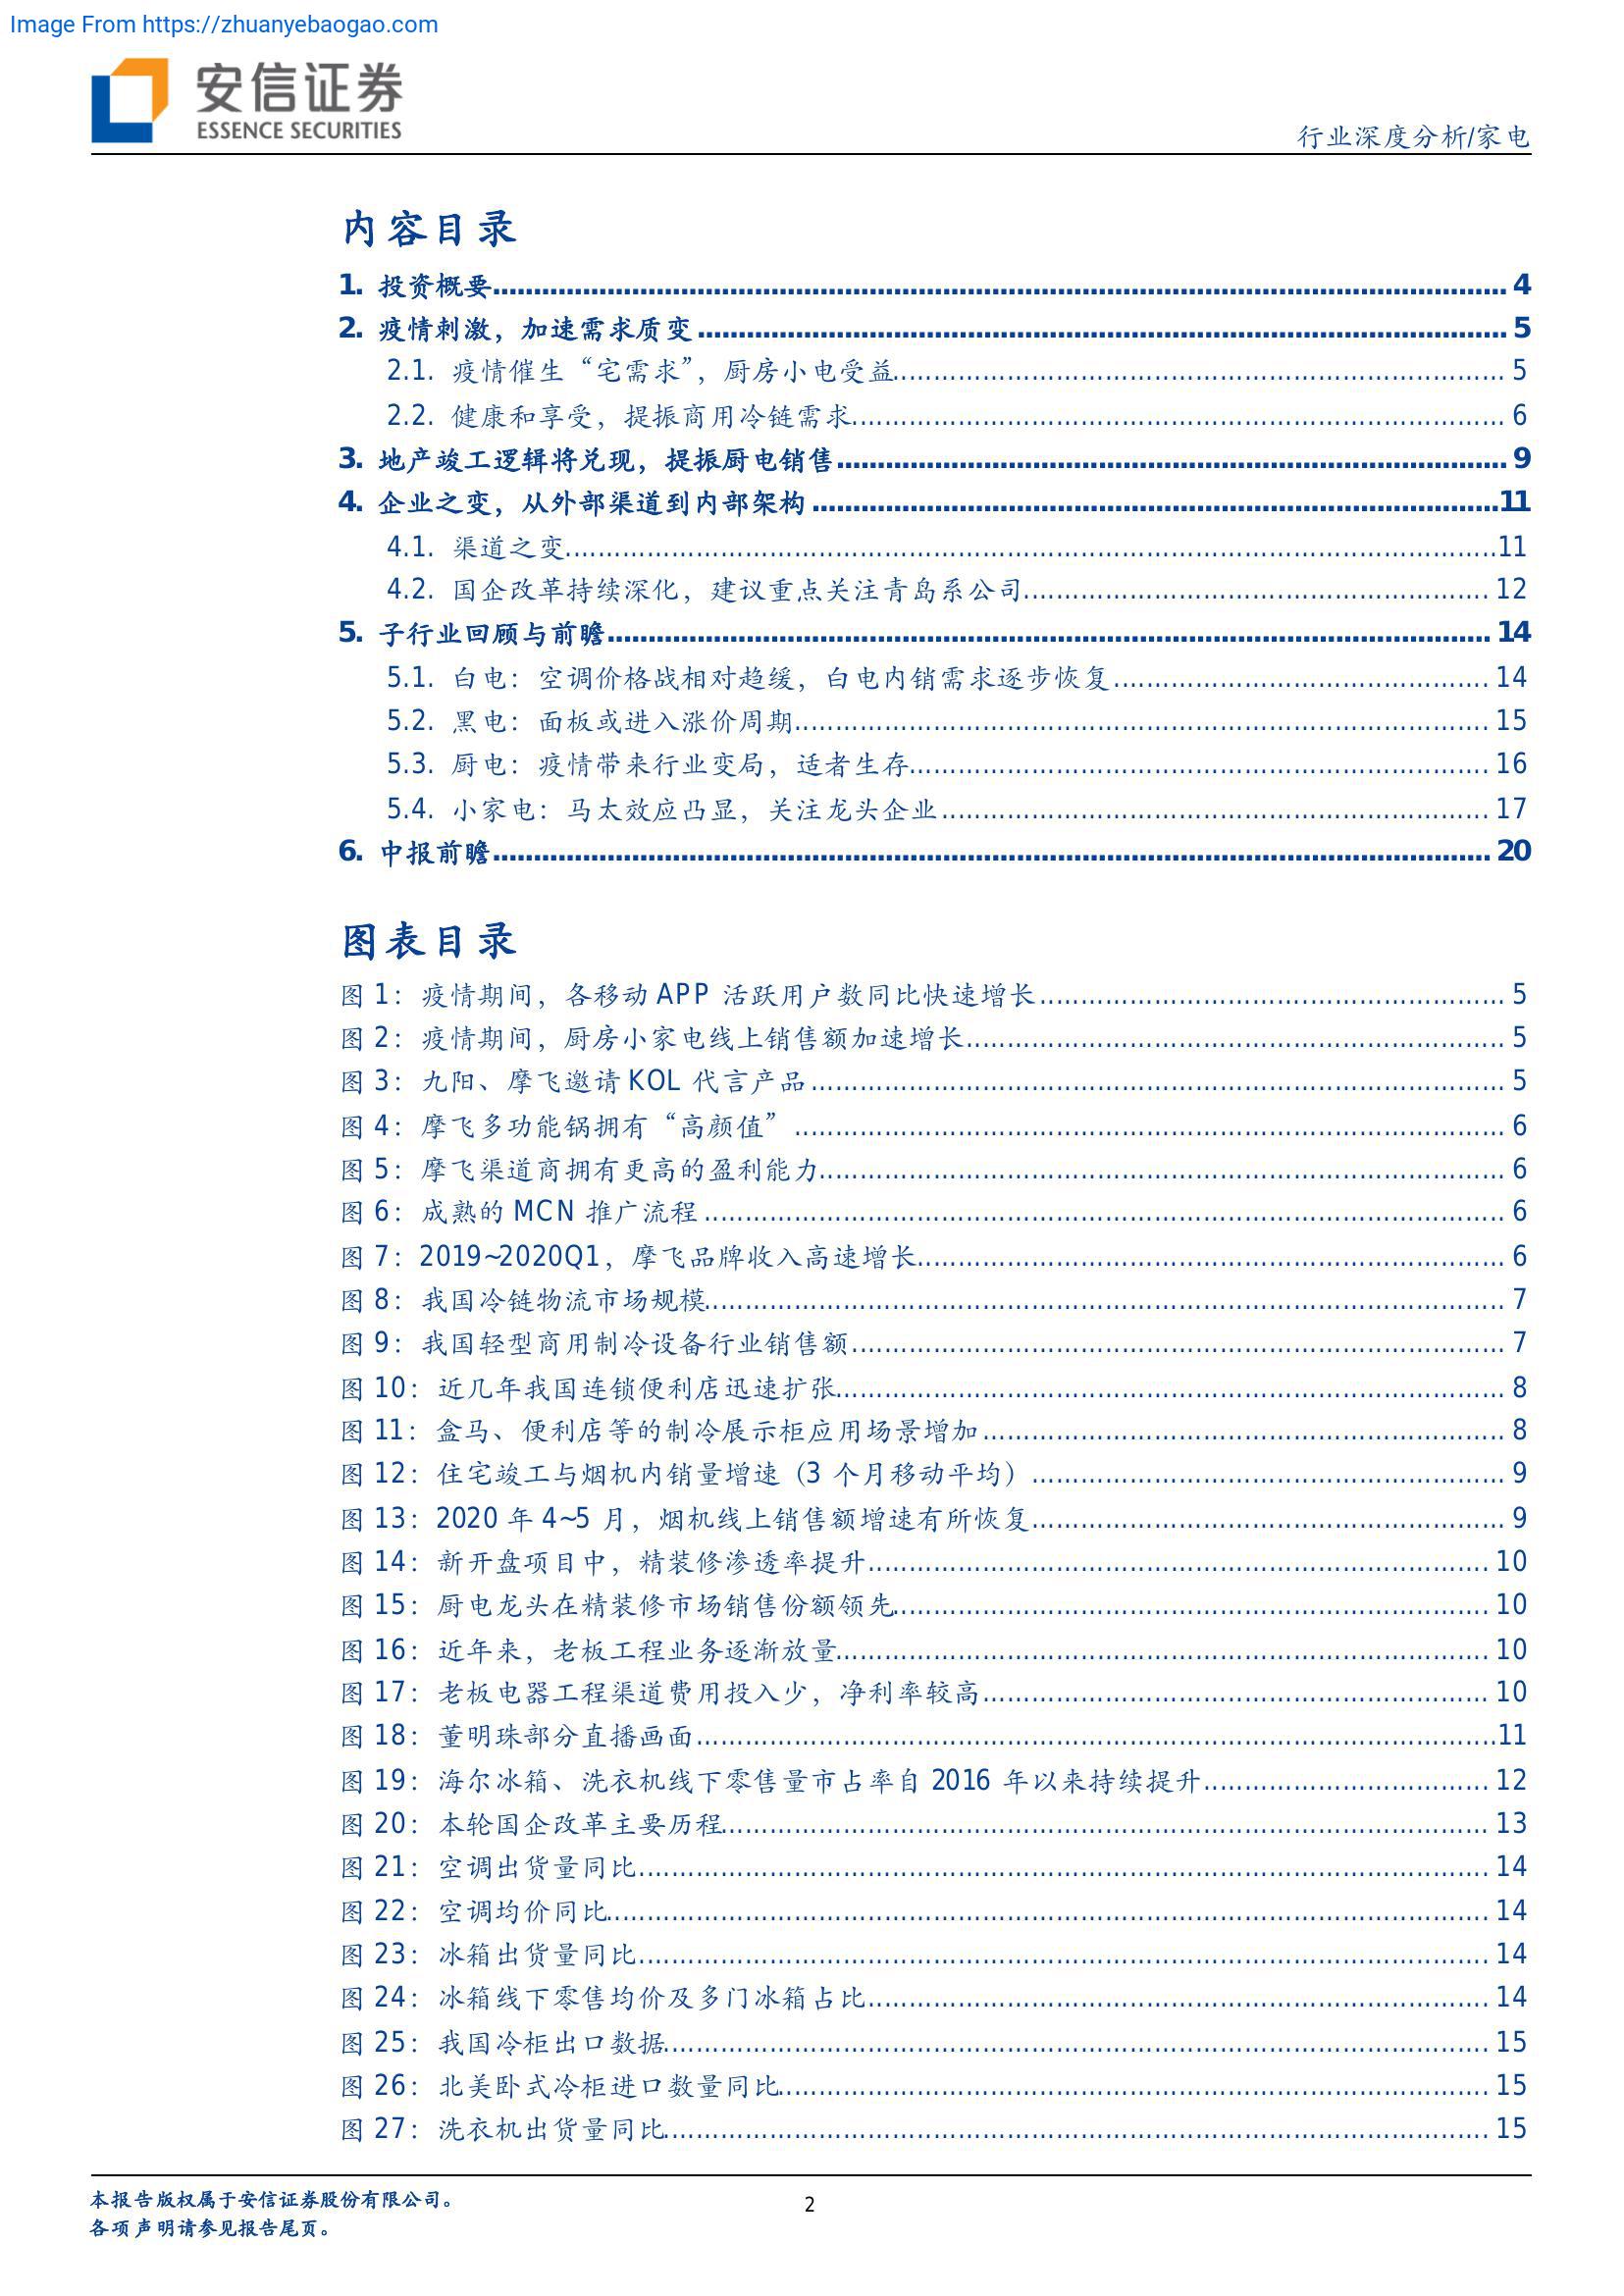 Image From https://zhuanyebaogao.com
安信证券
ESSENCE SECURITIES
行业深度分析/家电
内容目录
1. 投资概要 4
2. 疫情刺激，加速需求质变 5
2.1. 疫情催生“宅需求”，厨房小电受益 5
2.2. 健康和享受，提振商用冷链需求 6
3. 地产竣工逻辑将兑现，提振厨电销售 9
4. 企业之变，从外部渠道到内部架构 11
4.1. 渠道之变 11
4.2. 国企改革持续深化，建议重点关注青岛系公司 12
5. 子行业回顾与前瞻 14
5.1. 白电：空调价格战相对趋缓，白电内销需求逐步恢复 14
5.2. 黑电：面板或进入涨价周期 15
5.3. 厨电：疫情带来行业变局，适者生存 16
5.4. 小家电：马太效应凸显，关注龙头企业 17
6. 中报前瞻 20
图表目录
图 1：疫情期间，各移动 APP 活跃用户数同比快速增长 5
图 2：疫情期间，厨房小家电线上销售额加速增长 5
图 3：九阳、摩飞邀请 KOL 代言产品 5
图 4：摩飞多功能锅拥有“高颜值” 6
图 5：摩飞渠道商拥有更高的盈利能力 6
图 6：成熟的 MCN 推广流程 6
图 7：2019~2020Q1，摩飞品牌收入高速增长 6
图 8：我国冷链物流市场规模 7
图 9：我国轻型商用制冷设备行业销售额 7
图 10：近几年我国连锁便利店迅速扩张 8
图 11：盒马、便利店等的制冷展示柜应用场景增加 8
图 12：住宅竣工与烟机内销量增速（3 个月移动平均） 9
图 13：2020 年 4~5 月，烟机线上销售额增速有所恢复 9
图 14：新开盘项目中，精装修渗透率提升 10
图 15：厨电龙头在精装修市场销售份额领先 10
图 16：近年来，老板工程业务逐渐放量 10
图 17：老板电器工程渠道费用投入少，净利率较高 10
图 18：董明珠部分直播画面 11
图 19：海尔冰箱、洗衣机线下零售量市占率自 2016 年以来持续提升 12
图 20：本轮国企改革主要历程 13
图 21：空调出货量同比 14
图 22：空调均价同比 14
图 23：冰箱出货量同比 14
图 24：冰箱线下零售均价及多门冰箱占比 14
图 25：我国冷柜出口数据 15
图 26：北美卧式冷柜进口数量同比 15
图 27：洗衣机出货量同比 15
本报告版权属于安信证券股份有限公司。
各项声明请参见报告尾页。
2